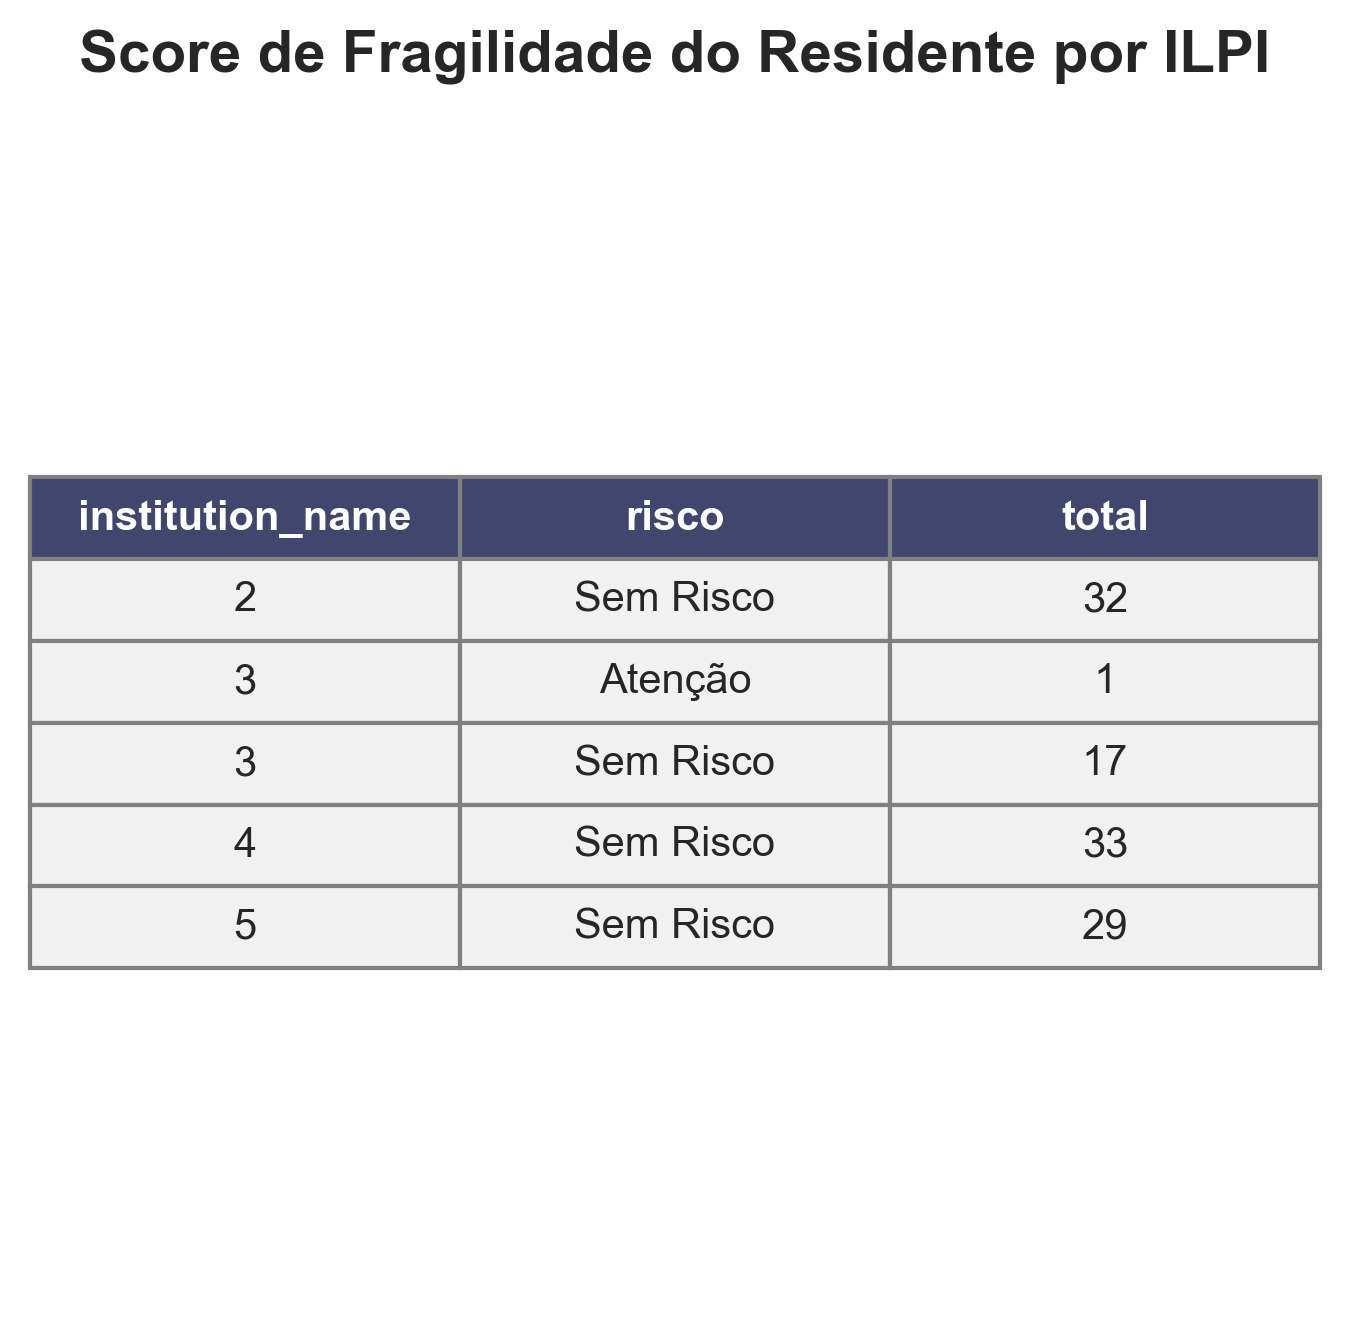 Score de Fragilidade do Residente por ILPI
institution_name risco total
2 Sem Risco 32
3 Atenção 1
3 Sem Risco 17
4 Sem Risco 33
5 Sem Risco 29